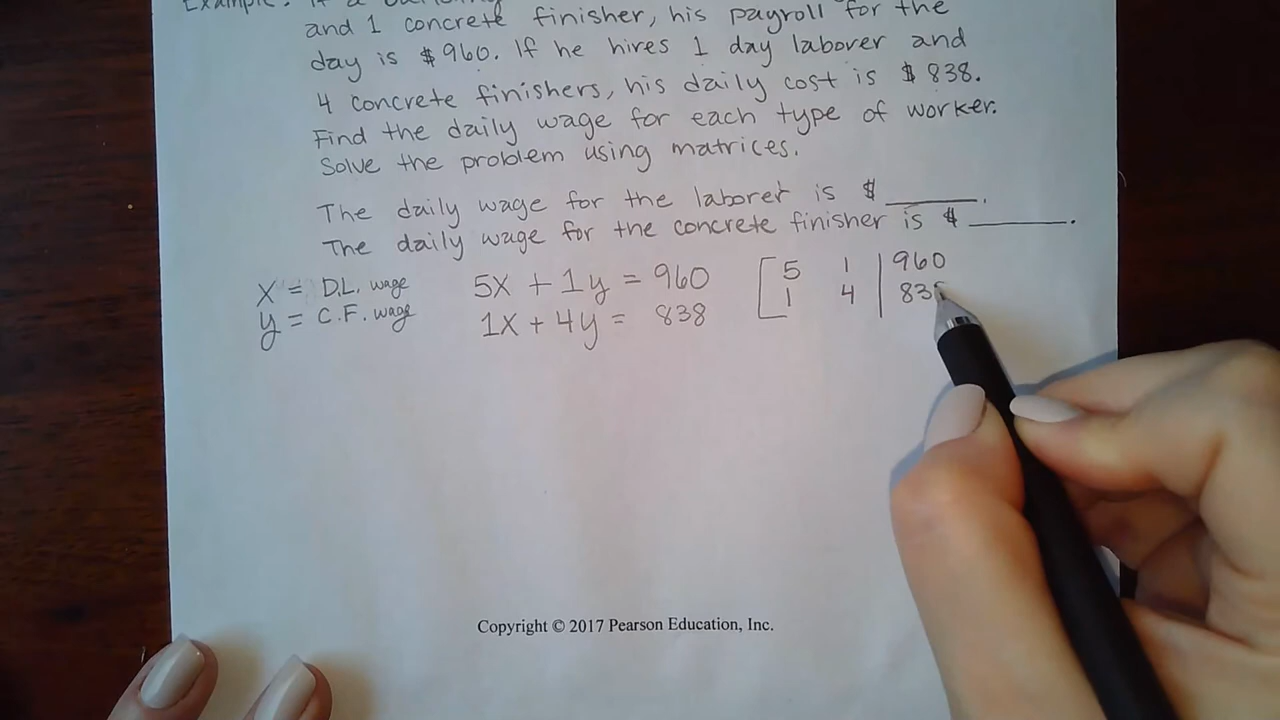 Example: If a
and 1 concrete finisher, his payroll for the
day is $960. If he hires 1 day laborer and
4 concrete finishers, his daily cost is $838.
Find the daily wage for each type of worker.
Solve the problem using matrices.
The daily wage for the laborer is $ ______.
The daily wage for the concrete finisher is $ ______.
x = D.L. wage
y = C.F. wage
5x + 1y = 960
1x + 4y = 838
5 1 | 960
1 4 | 838
Copyright © 2017 Pearson Education, Inc.